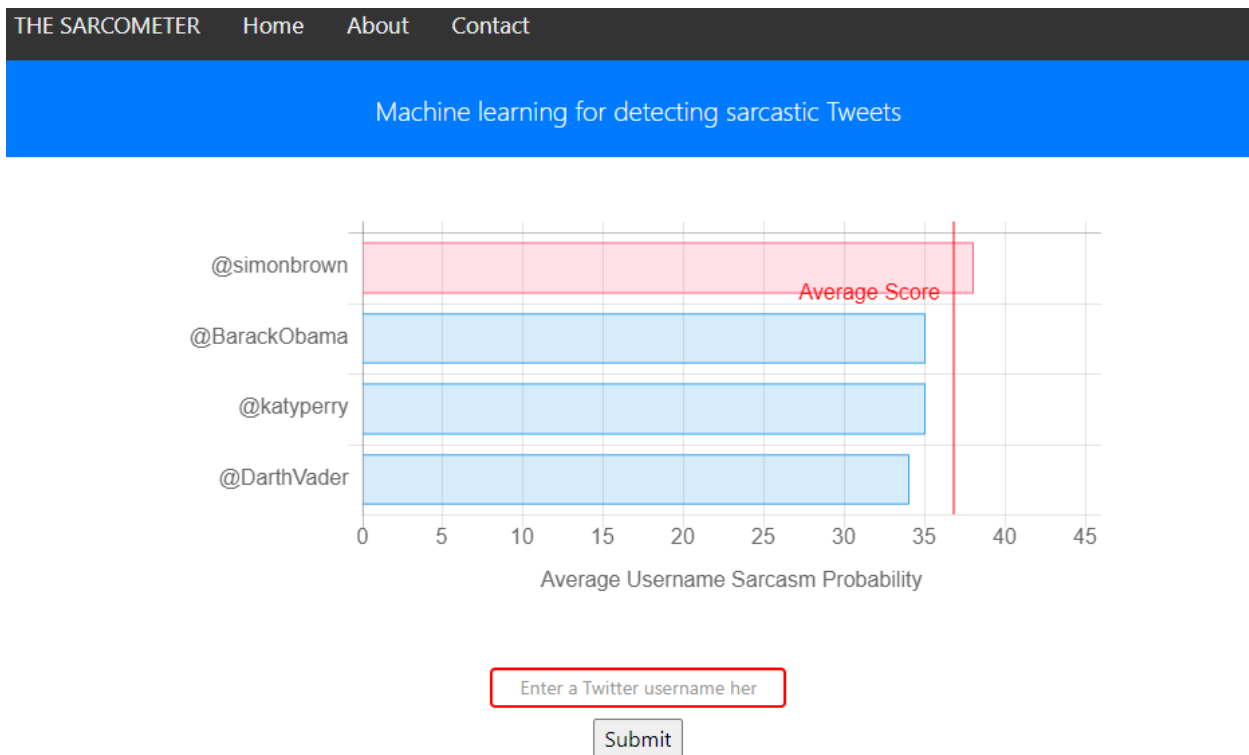 THE SARCOMETER Home About Contact
Machine learning for detecting sarcastic Tweets
@simonbrown
Average Score
@BarackObama
@katyperry
@DarthVader
0 5 10 15 20 25 30 35 40 45
Average Username Sarcasm Probability
Enter a Twitter username her
Submit